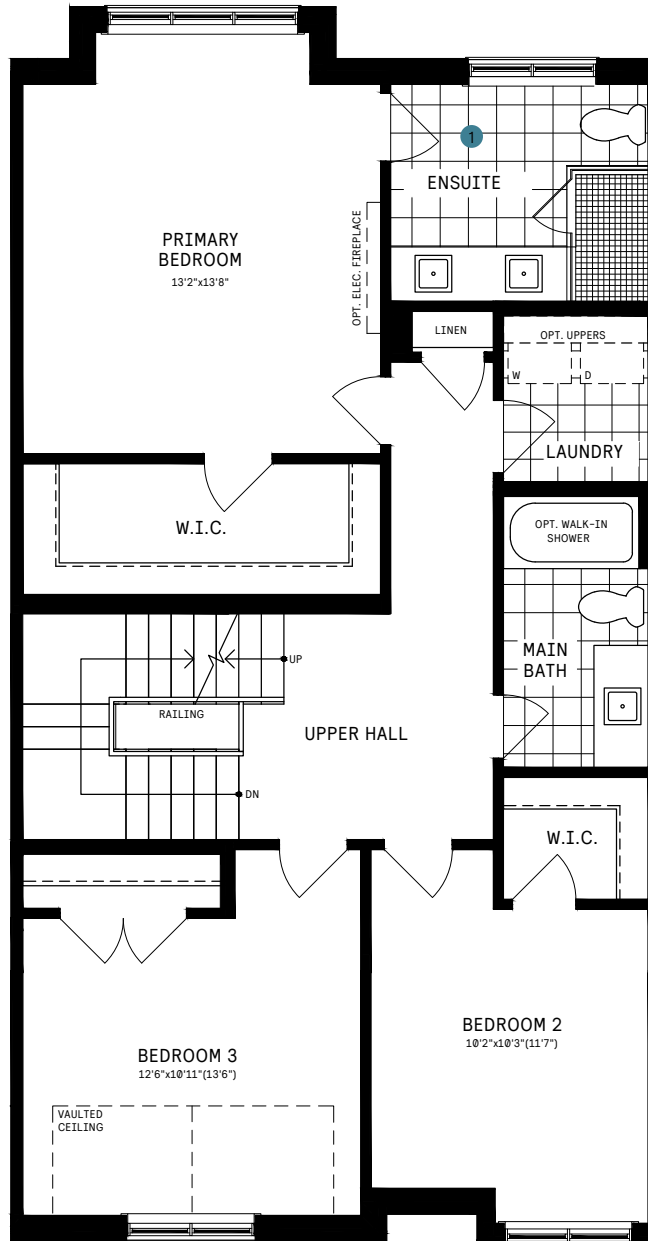 1
ENSUITE
PRIMARY
BEDROOM
13'2"x13'8"
OPT. ELEC. FIREPLACE
LINEN
OPT. UPPERS
W
D
LAUNDRY
W.I.C.
OPT. WALK-IN
SHOWER
MAIN
BATH
UP
RAILING
UPPER HALL
DN
W.I.C.
BEDROOM 2
10'2"x10'3"(11'7")
BEDROOM 3
12'6"x10'11"(13'6")
VAULTED
CEILING